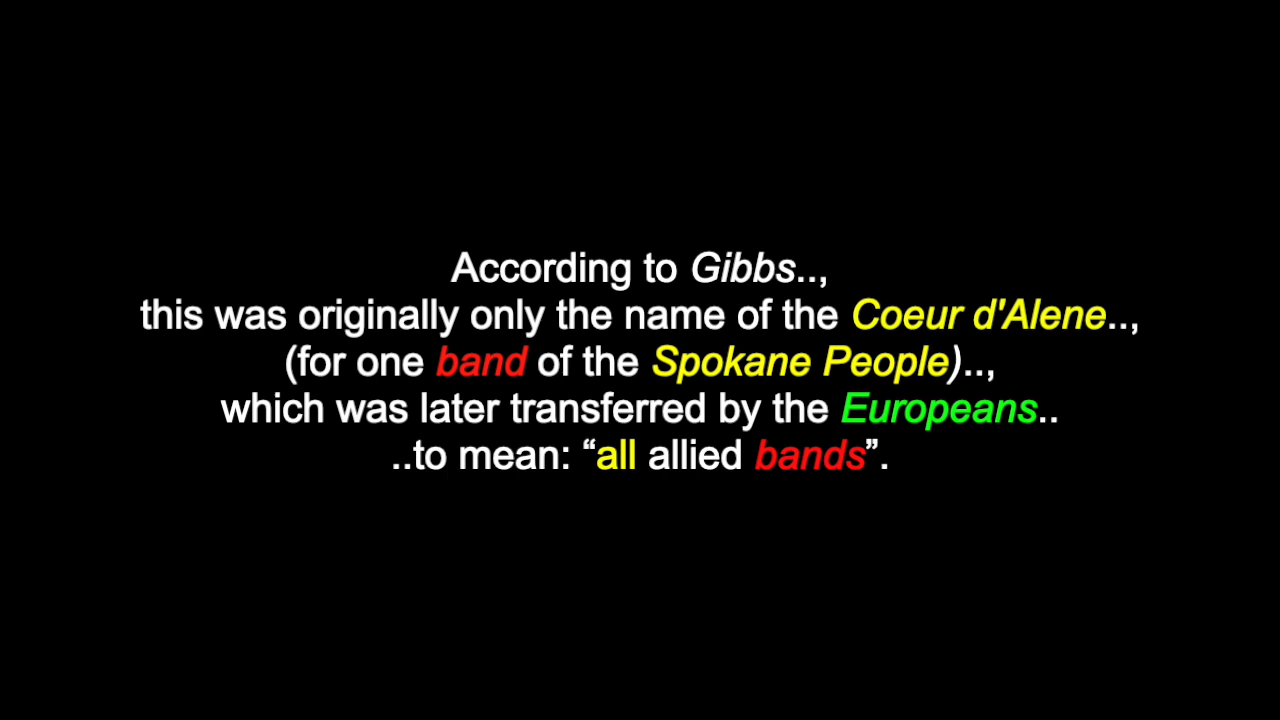 According to Gibbs..,
this was originally only the name of the Coeur d'Alene..,
(for one band of the Spokane People)..,
which was later transferred by the Europeans..
..to mean: “all allied bands”.